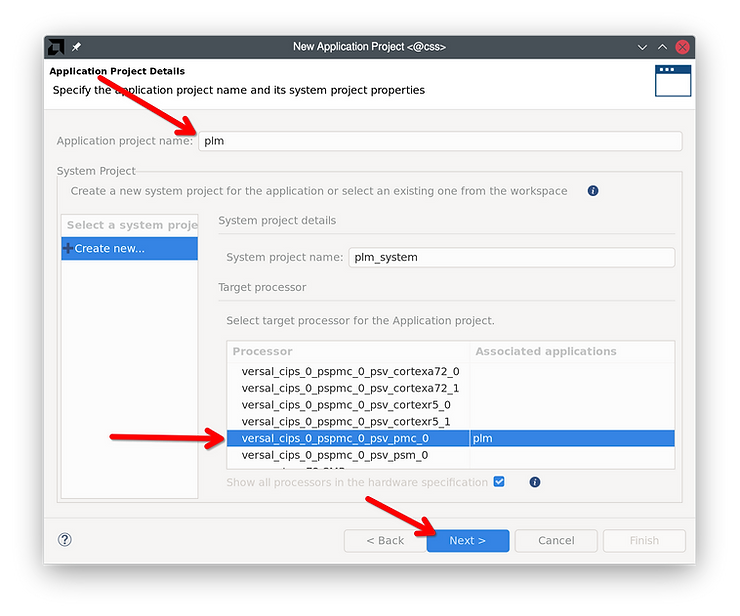 New Application Project <@css>
Application Project Details
Specify the application project name and its system project properties
Application project name: plm
System Project
Create a new system project for the application or select an existing one from the workspace
Select a system proje
Create new...
System project details
System project name: plm_system
Target processor
Select target processor for the Application project.
Processor Associated applications
versal_cips_0_pspmc_0_psv_cortexa72_0
versal_cips_0_pspmc_0_psv_cortexa72_1
versal_cips_0_pspmc_0_psv_cortexr5_0
versal_cips_0_pspmc_0_psv_cortexr5_1
versal_cips_0_pspmc_0_psv_pmc_0 plm
versal_cips_0_pspmc_0_psv_psm_0
Show all processors in the hardware specification
< Back Next > Cancel Finish